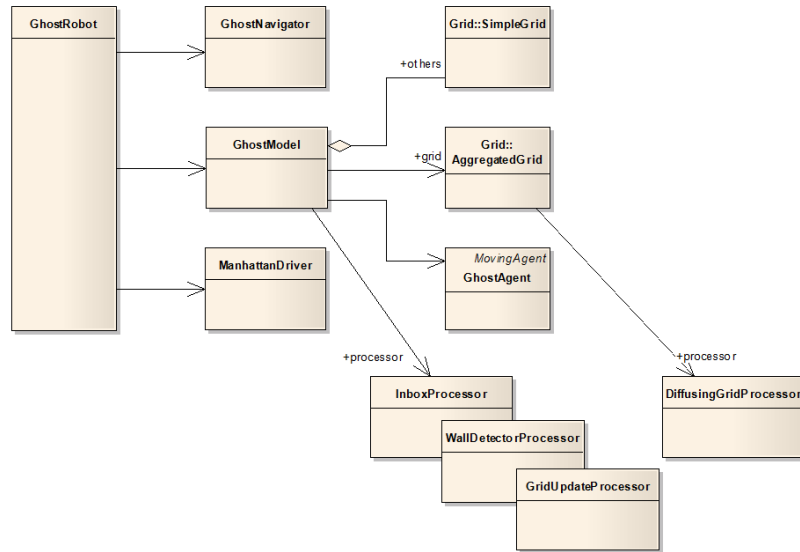 GhostRobot
GhostNavigator
Grid::SimpleGrid
+others
GhostModel
+grid
Grid::
AggregatedGrid
ManhattanDriver
MovingAgent
GhostAgent
+processor
+processor
InboxProcessor
DiffusingGridProcessor
WallDetectorProcessor
GridUpdateProcessor